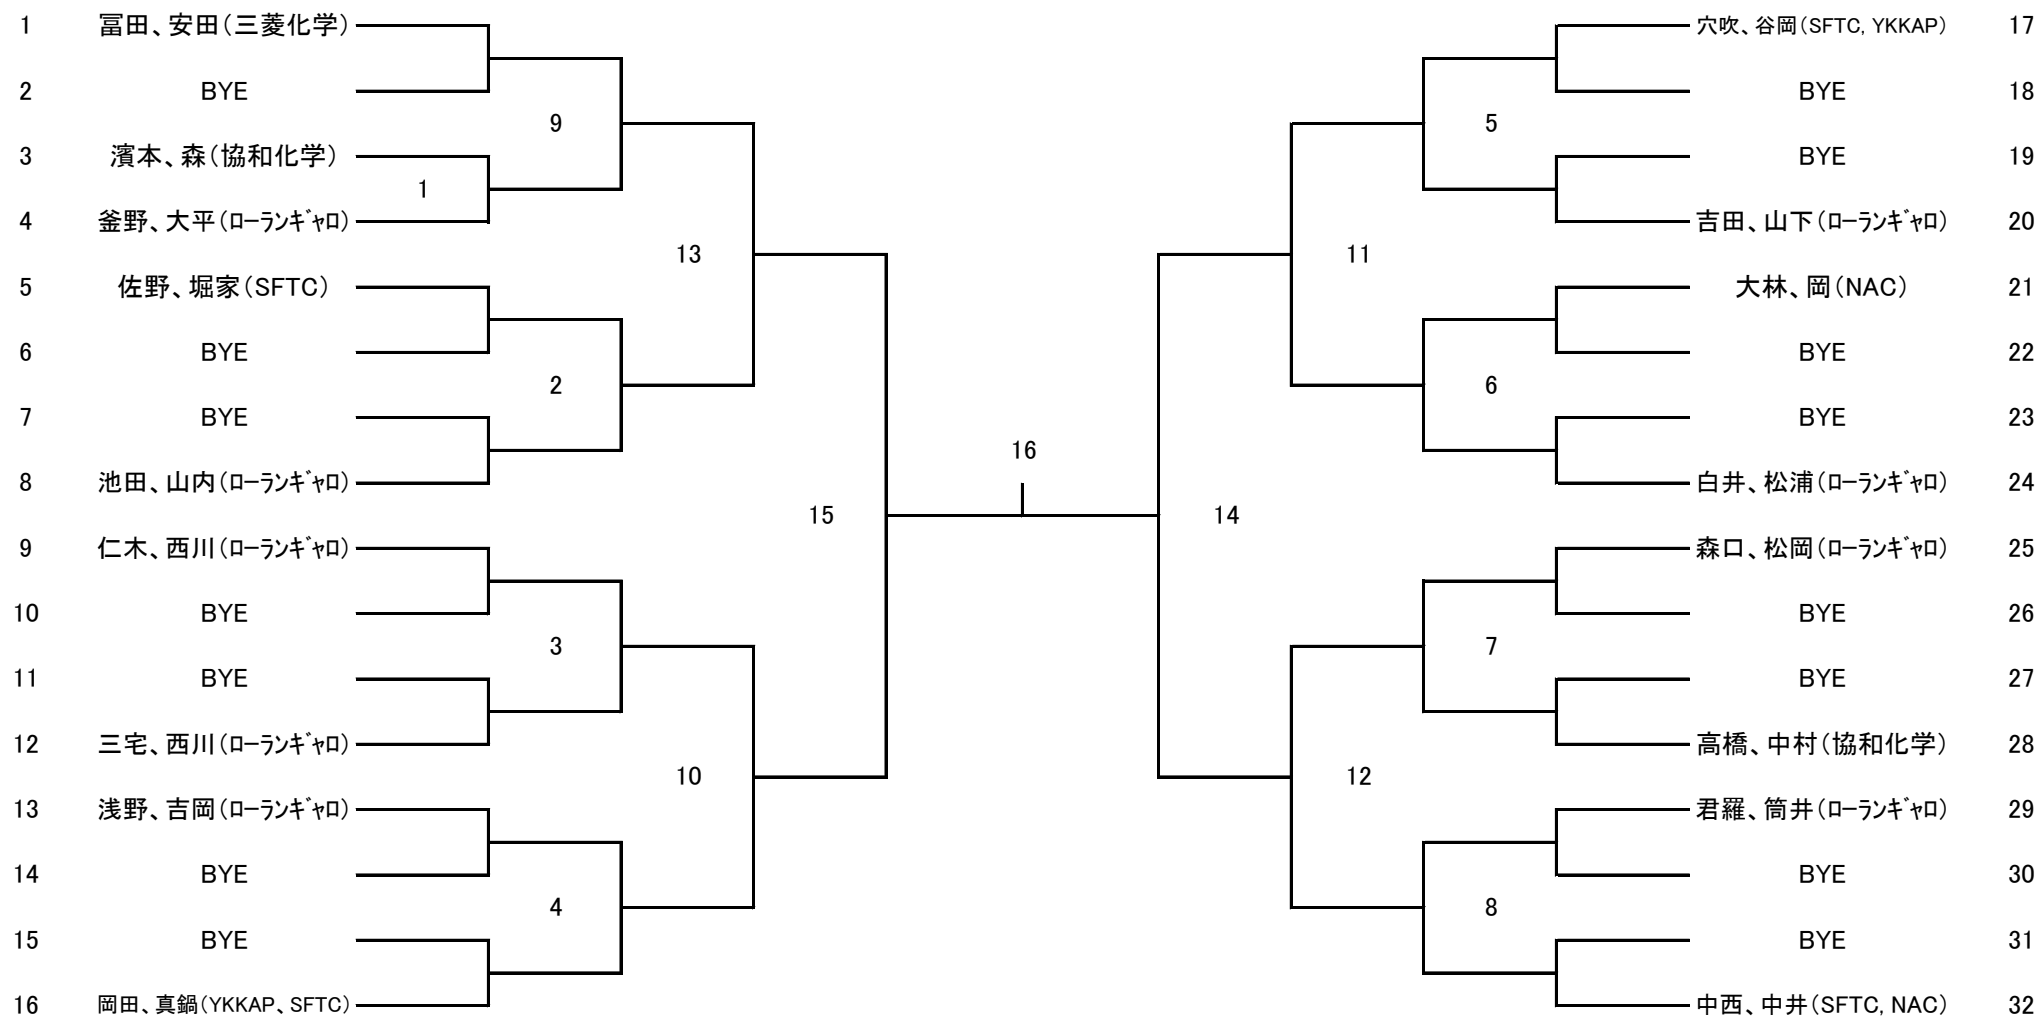 1 冨田、安田(三菱化学)
2 BYE
9
3 濱本、森(協和化学)
1
4 釜野、大平(ﾛｰﾗﾝｷﾞｬﾛ)
13
5 佐野、堀家(SFTC)
6 BYE
2
7 BYE
8 池田、山内(ﾛｰﾗﾝｷﾞｬﾛ)
15
9 仁木、西川(ﾛｰﾗﾝｷﾞｬﾛ)
10 BYE
3
11 BYE
12 三宅、西川(ﾛｰﾗﾝｷﾞｬﾛ)
10
13 浅野、吉岡(ﾛｰﾗﾝｷﾞｬﾛ)
14 BYE
4
15 BYE
16 岡田、真鍋(YKKAP、SFTC)
16
穴吹、谷岡(SFTC, YKKAP) 17
BYE 18
5
BYE 19
吉田、山下(ﾛｰﾗﾝｷﾞｬﾛ) 20
11
大林、岡(NAC) 21
BYE 22
6
BYE 23
白井、松浦(ﾛｰﾗﾝｷﾞｬﾛ) 24
14
森口、松岡(ﾛｰﾗﾝｷﾞｬﾛ) 25
BYE 26
7
BYE 27
高橋、中村(協和化学) 28
12
君羅、筒井(ﾛｰﾗﾝｷﾞｬﾛ) 29
BYE 30
8
BYE 31
中西、中井(SFTC, NAC) 32